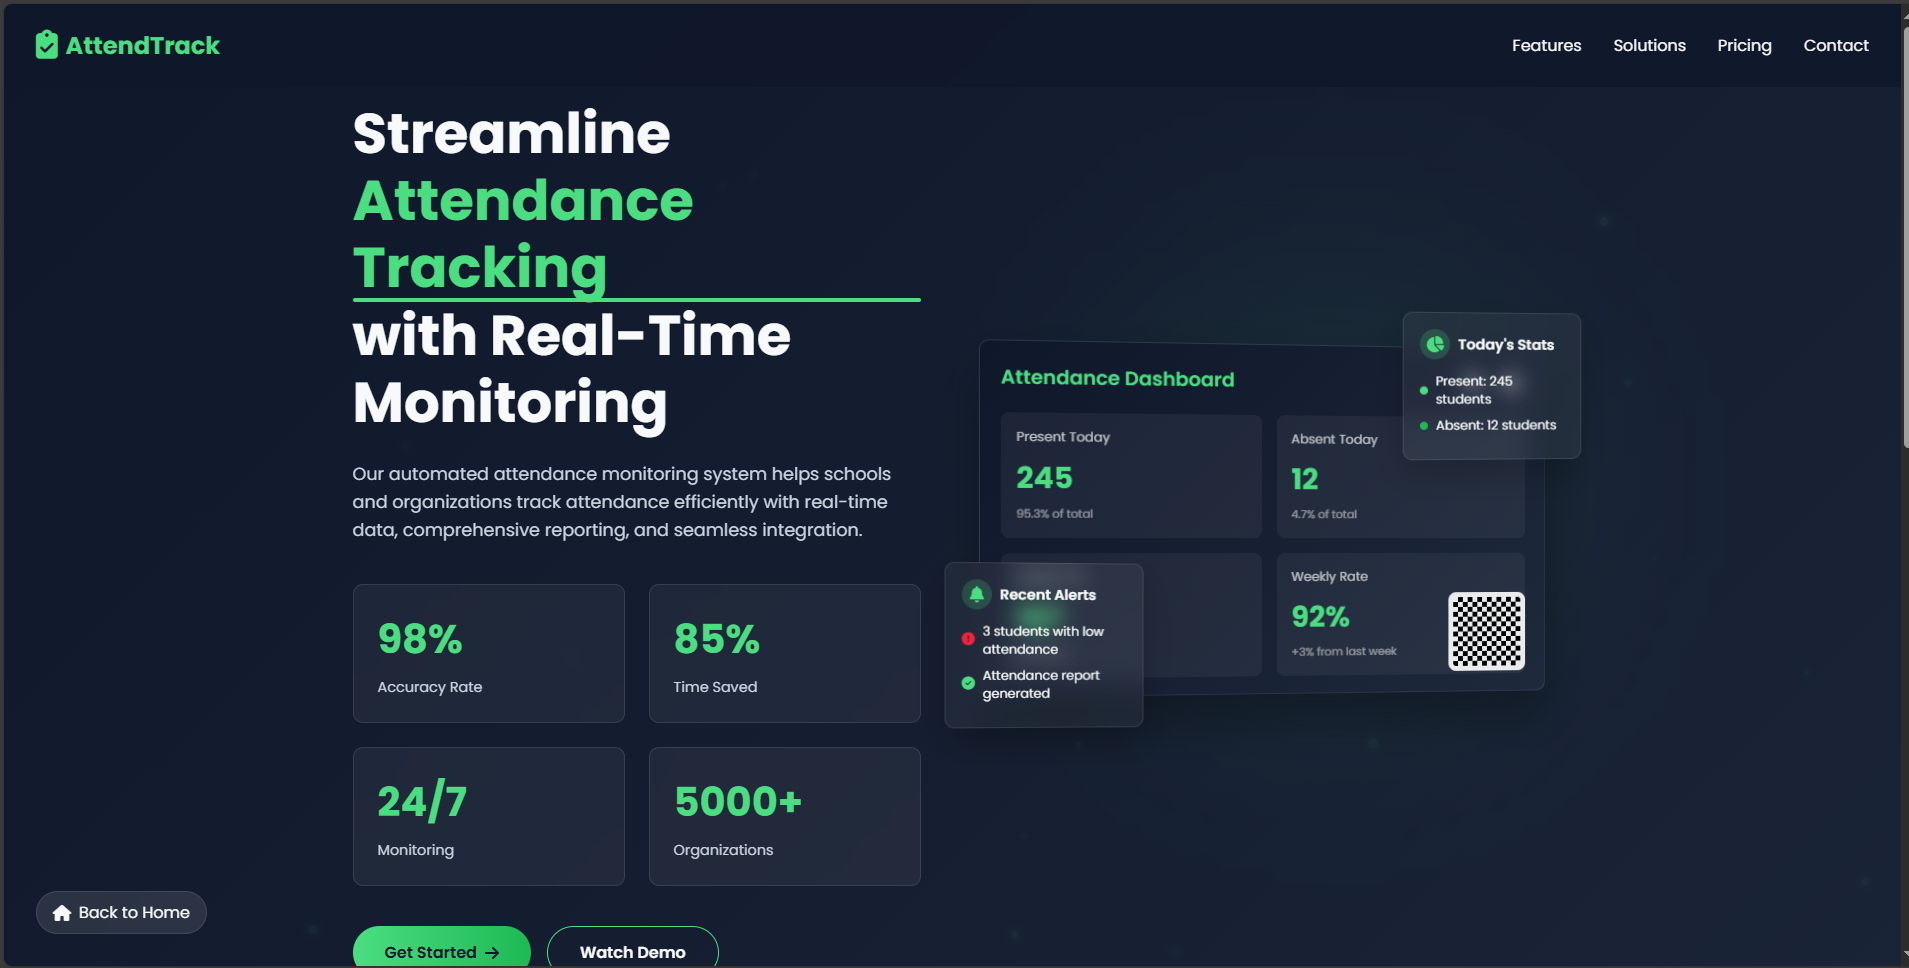 AttendTrack
Features
Solutions
Pricing
Contact
Streamline
Attendance
Tracking
with Real-Time
Monitoring
Our automated attendance monitoring system helps schools
and organizations track attendance efficiently with real-time
data, comprehensive reporting, and seamless integration.
98%
Accuracy Rate
85%
Time Saved
24/7
Monitoring
5000+
Organizations
Get Started →
Watch Demo
Back to Home
Attendance Dashboard
Present Today
245
95.3% of total
Absent Today
12
4.7% of total
Weekly Rate
92%
+3% from last week
Today's Stats
Present: 245
students
Absent: 12 students
Recent Alerts
3 students with low
attendance
Attendance report
generated